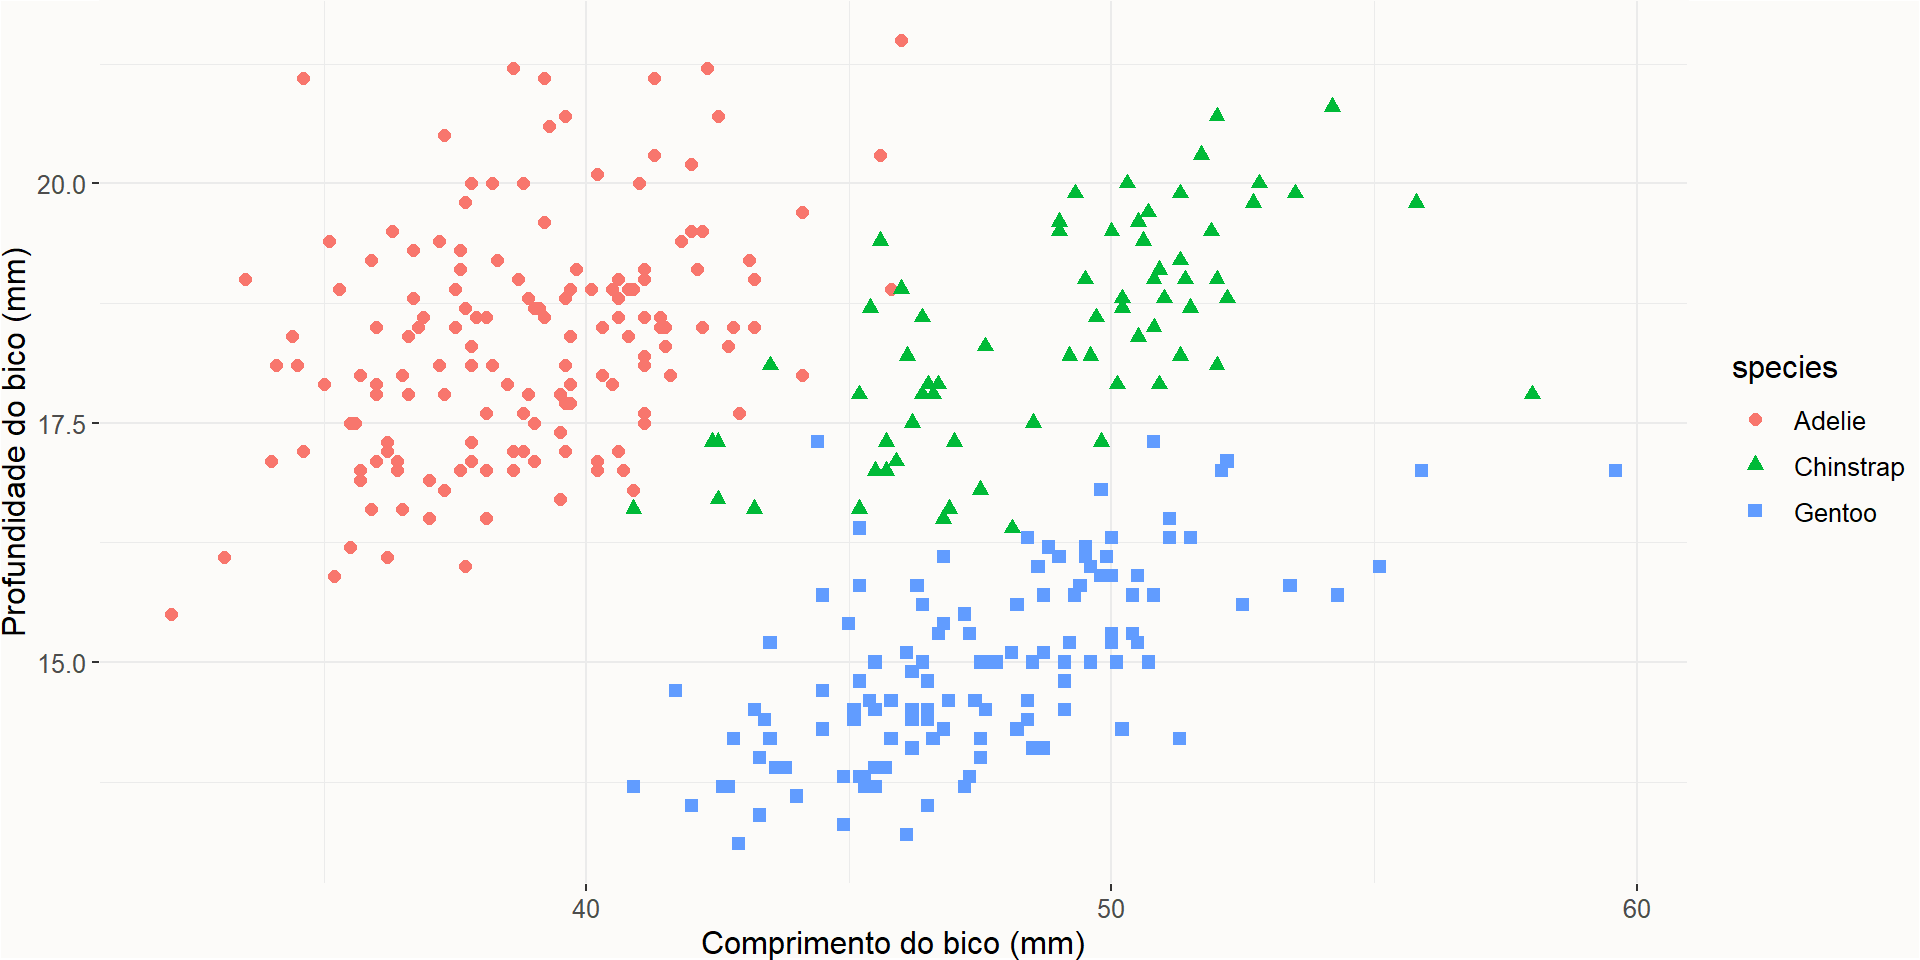 Profundidade do bico (mm)
20.0
17.5
15.0
40 50 60
Comprimento do bico (mm)
species
Adelie
Chinstrap
Gentoo